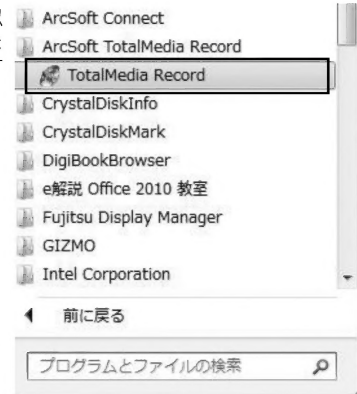 ArcSoft Connect
ArcSoft TotalMedia Record
TotalMedia Record
CrystalDiskInfo
CrystalDiskMark
DigiBookBrowser
e解説 Office 2010 教室
Fujitsu Display Manager
GIZMO
Intel Corporation
前に戻る
プログラムとファイルの検索